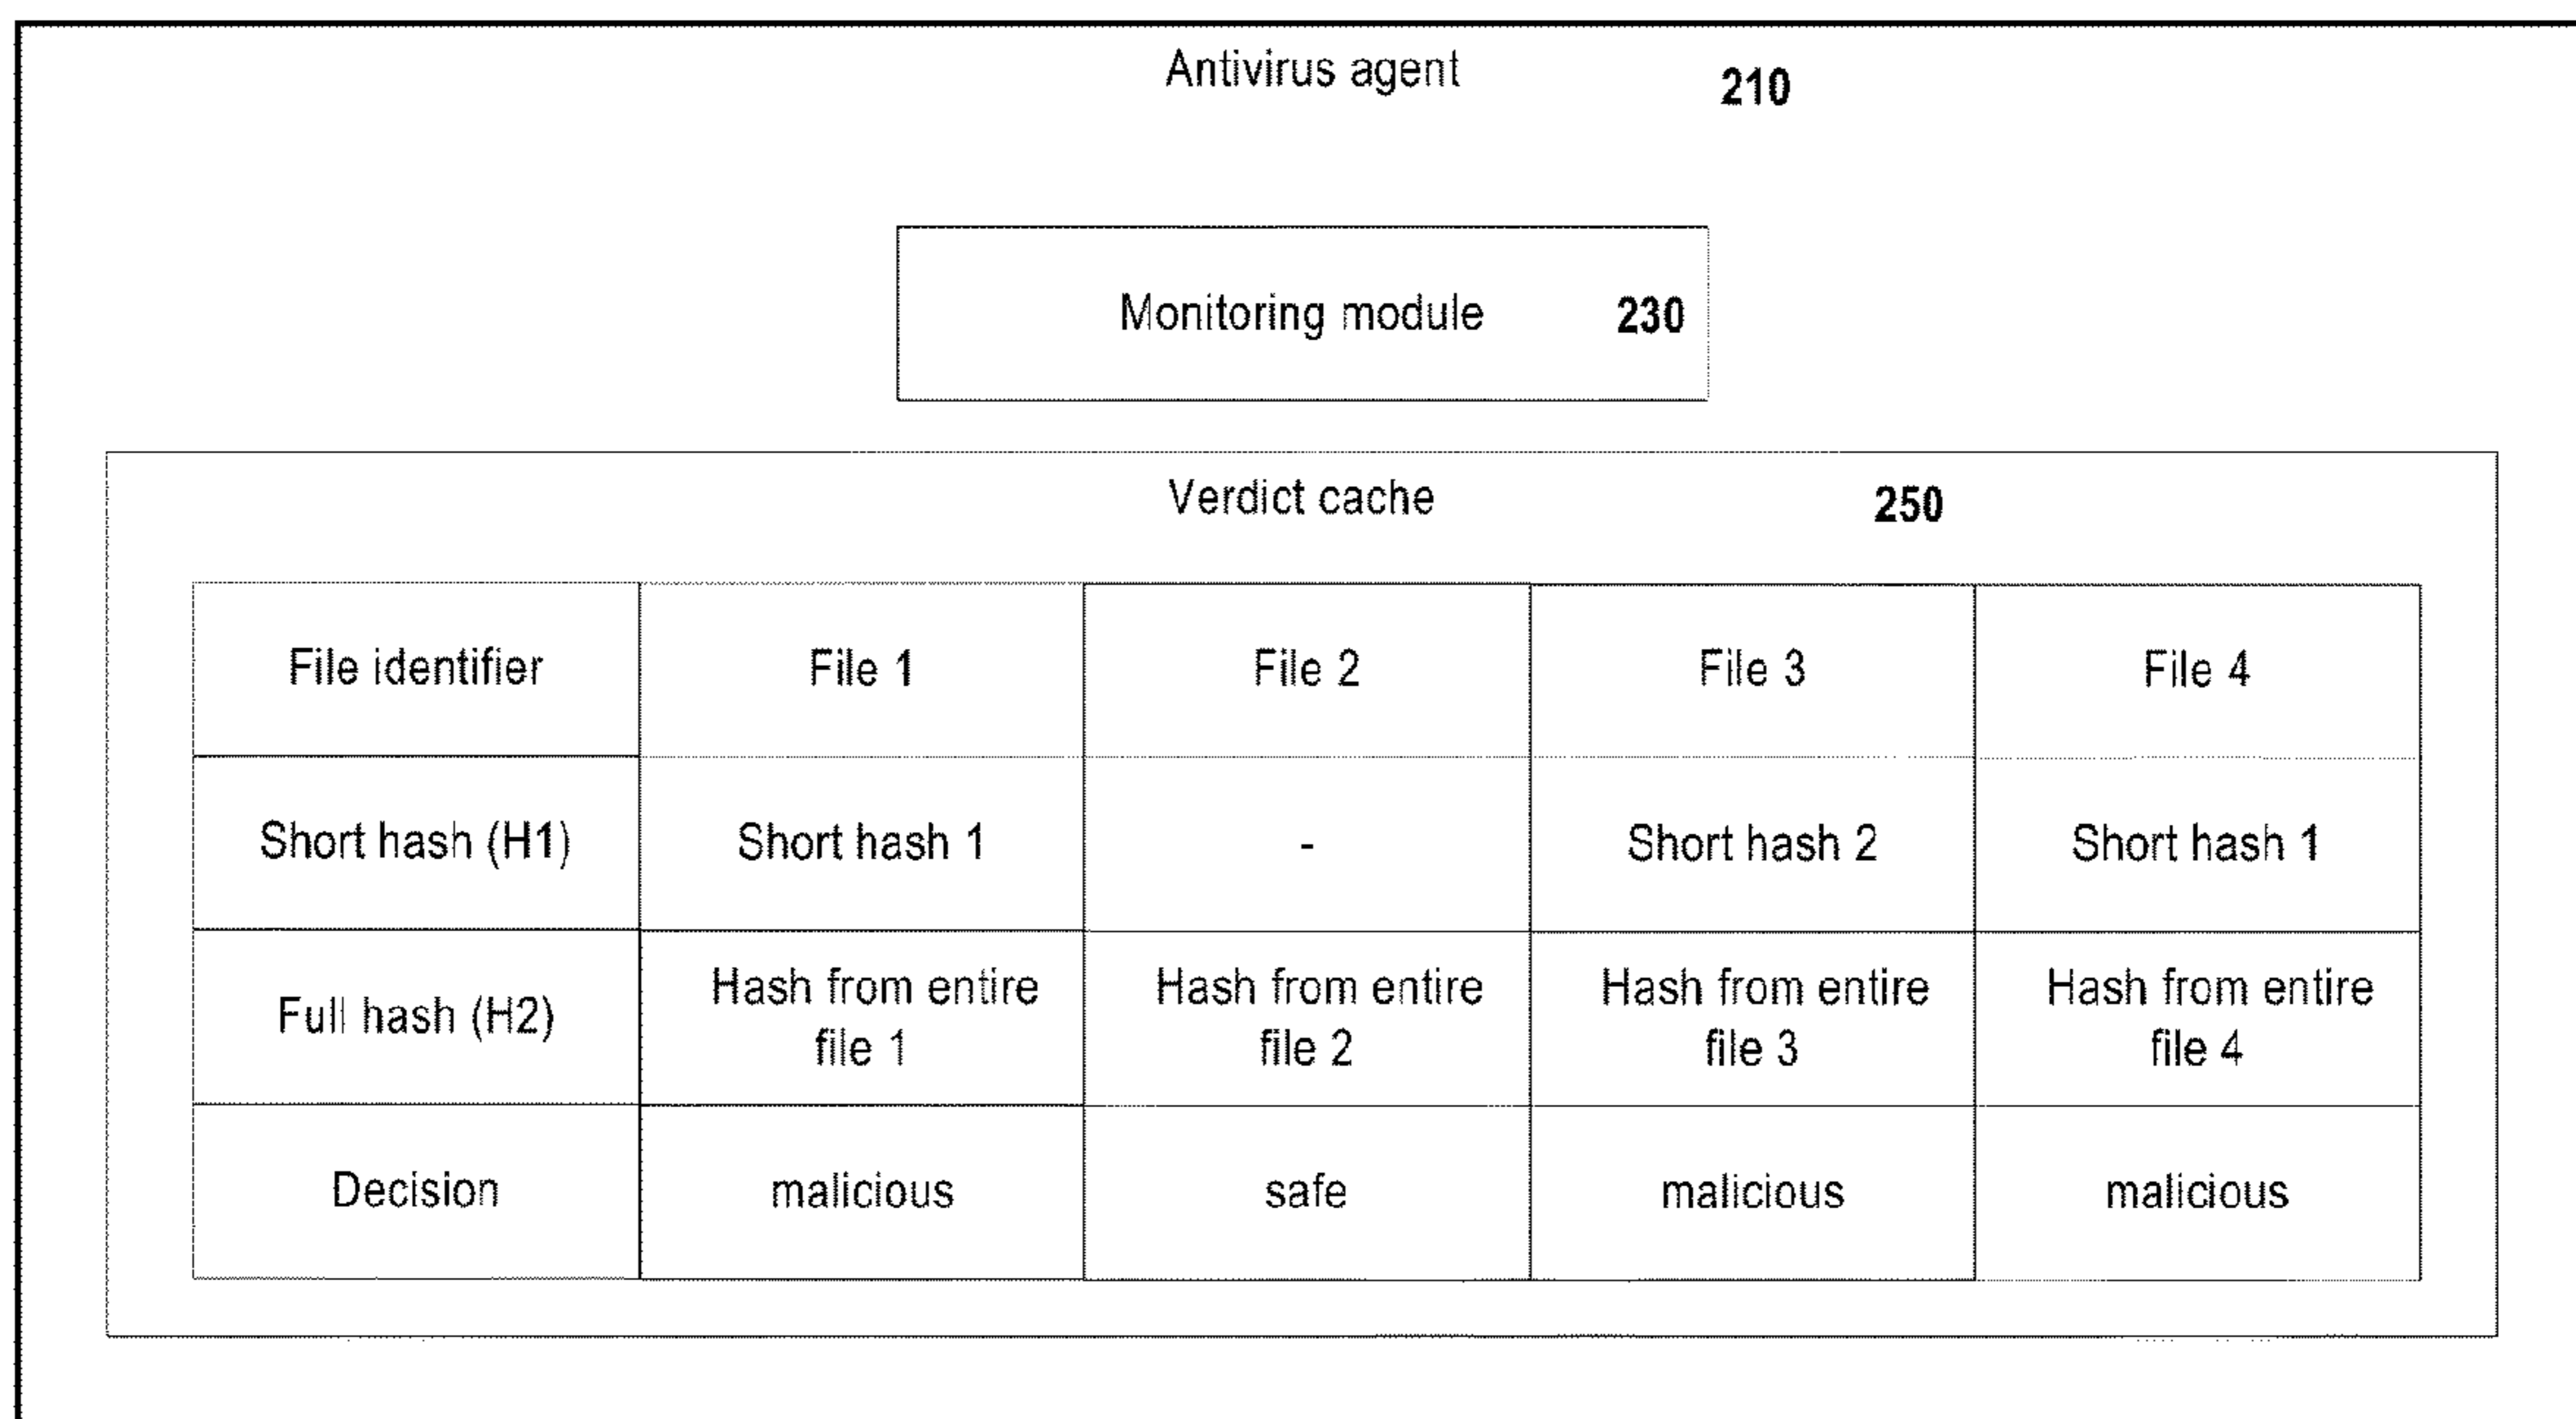 Antivirus agent 210
Monitoring module 230
Verdict cache 250
File identifier File 1 File 2 File 3 File 4
Short hash (H1) Short hash 1 - Short hash 2 Short hash 1
Full hash (H2) Hash from entire file 1 Hash from entire file 2 Hash from entire file 3 Hash from entire file 4
Decision malicious safe malicious malicious